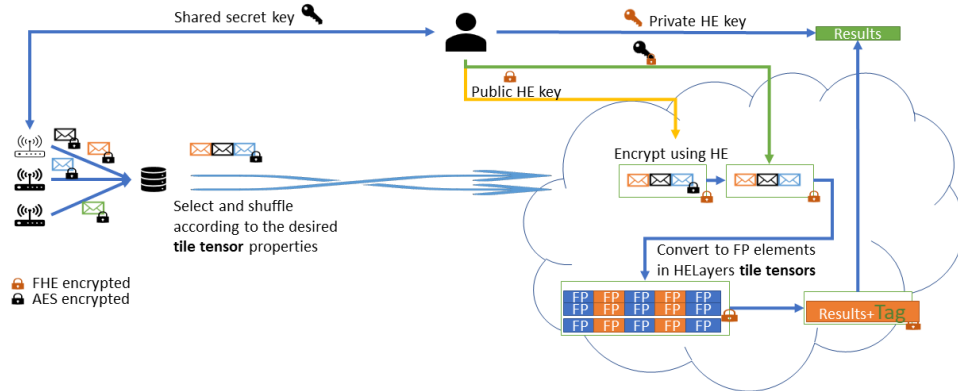 Shared secret key
Private HE key
Results
Public HE key
Encrypt using HE
Select and shuffle
according to the desired
tile tensor properties
Convert to FP elements
in HELayers tile tensors
FHE encrypted
AES encrypted
FP FP FP FP FP
FP FP FP FP FP
FP FP FP FP FP
Results+Tag